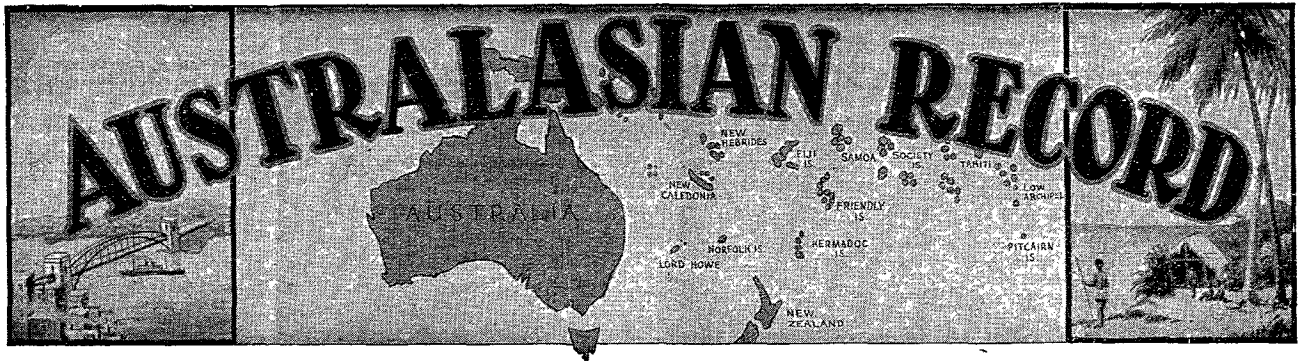 AUSTRALASIAN RECORD
NEW
HEBRIDES
FIJI
IS
SAMOA
SOCIETY
IS.
TAHITI
LOW
ARCHIPEL
NEW
CALEDONIA
FRIENDLY
IS
AUSTRALIA
NORFOLK IS.
KERMADOC
IS.
PITCAIRN
IS
LORD HOWE
NEW
ZEALAND